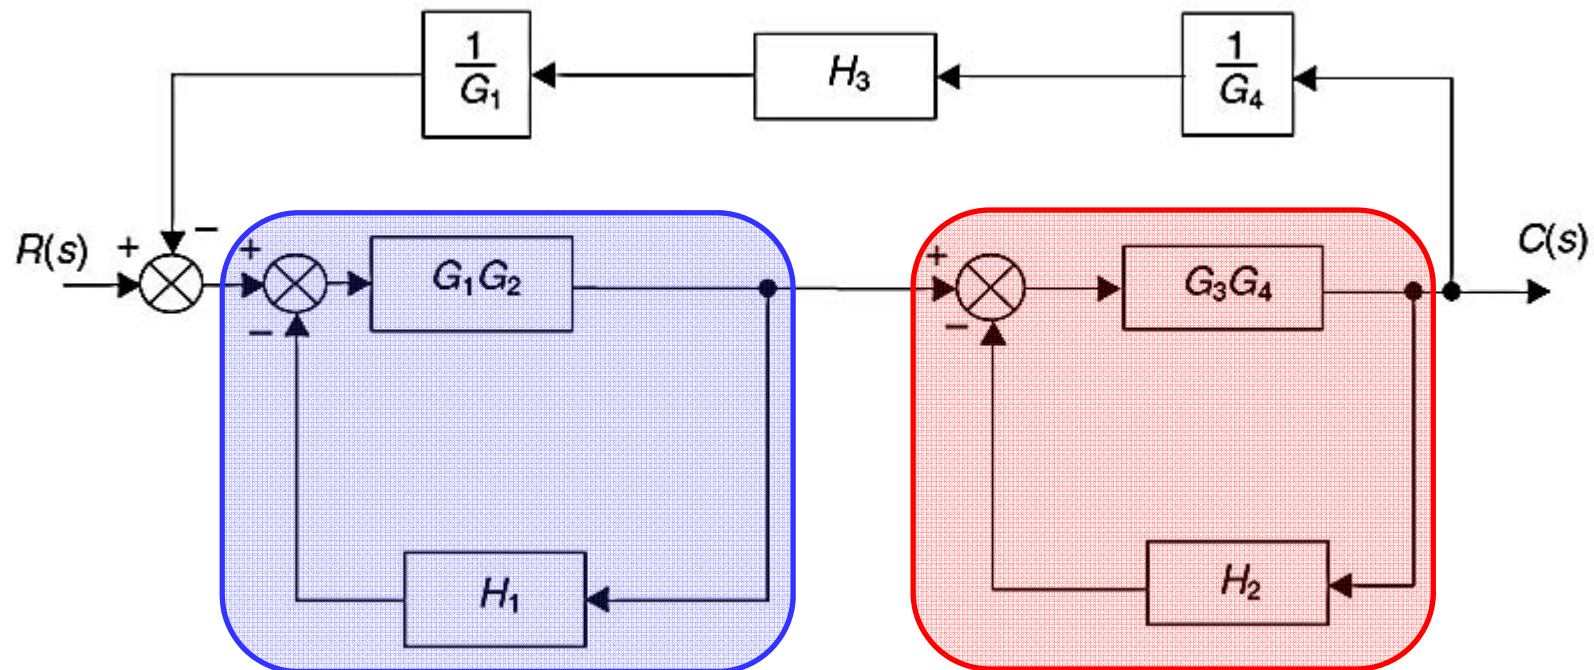 1
G₁
H₃
1
G₄
R(s)
+
−
+
−
G₁G₂
H₁
+
−
G₃G₄
H₂
C(s)